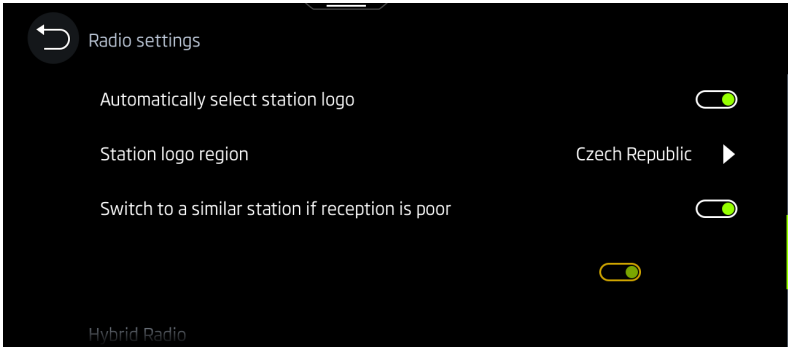 Radio settings
Automatically select station logo
Station logo region
Czech Republic
Switch to a similar station if reception is poor
Hybrid Radio